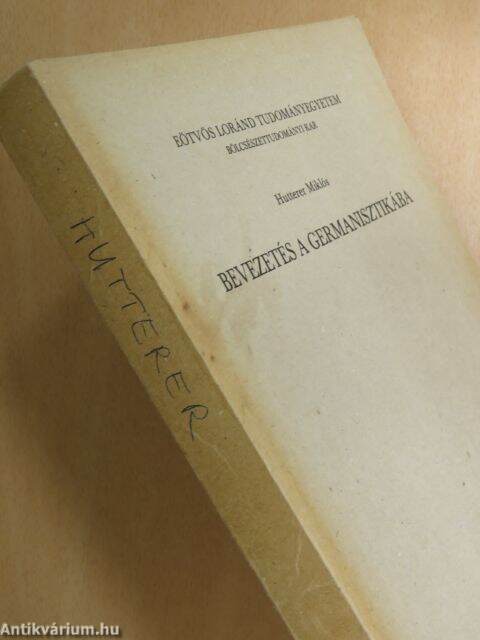 EÖTVÖS LORÁND TUDOMÁNYEGYETEM
BÖLCSÉSZETTUDOMÁNYI KAR
Hutterer Miklós
BEVEZETÉS A GERMANISZTIKÁBA
HUTTERER
Antikvárium.hu